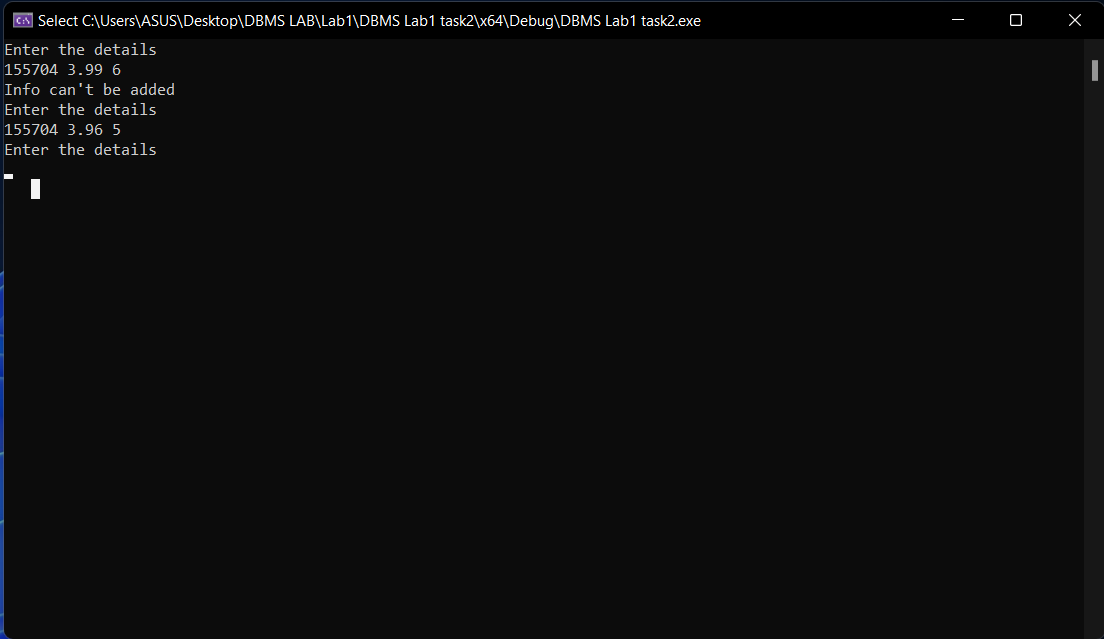 Select C:\Users\ASUS\Desktop\DBMS LAB\Lab1\DBMS Lab1 task2\x64\Debug\DBMS Lab1 task2.exe
Enter the details
155704 3.99 6
Info can't be added
Enter the details
155704 3.96 5
Enter the details